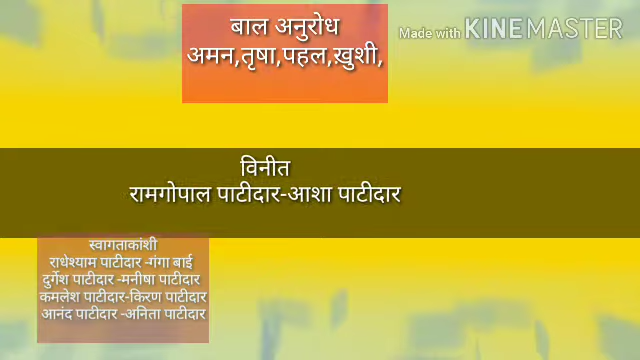 बाल अनुरोध
अमन,तृषा,पहल,ख़ुशी,
Made with KINEMASTER
विनीत
रामगोपाल पाटीदार-आशा पाटीदार
स्वागताकांशी
राधेश्याम पाटीदार -गंगा बाई
दुर्गेश पाटीदार -मनीषा पाटीदार
कमलेश पाटीदार-किरण पाटीदार
आनंद पाटीदार -अनिता पाटीदार